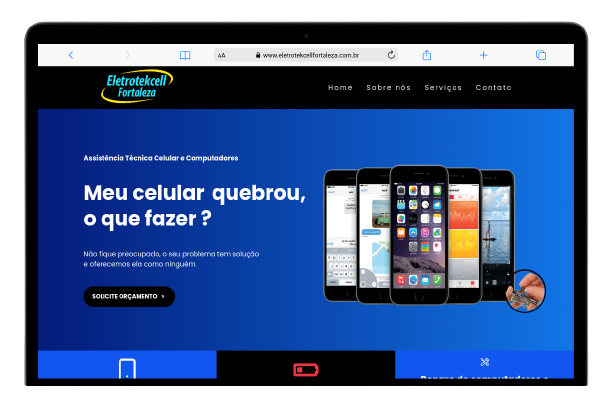 AA
www.eletrotekcellfortaleza.com.br
Eletrotekcell
Fortaleza
Home Sobre nós Serviços Contato
Assistência Técnica Celular e Computadores
Meu celular quebrou,
o que fazer ?
Não fique preocupado, o seu problema tem solução
e oferecemos ela como ninguém.
SOLICITE ORÇAMENTO >